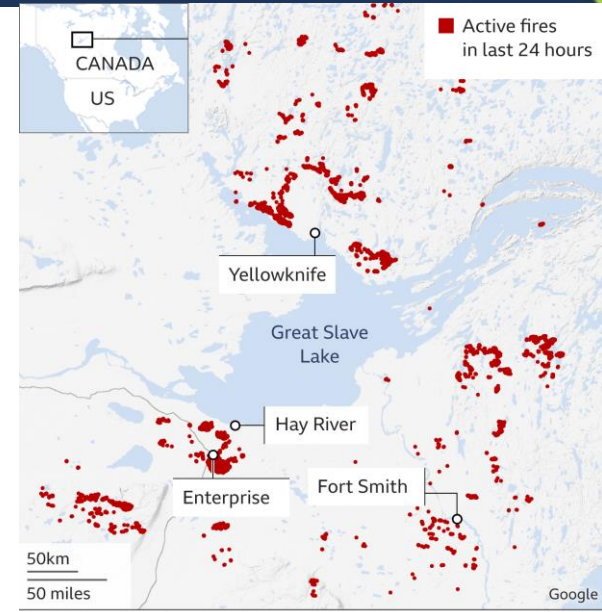 CANADA
US
Active fires
in last 24 hours
Yellowknife
Great Slave
Lake
Hay River
Enterprise
Fort Smith
50km
50 miles
Google